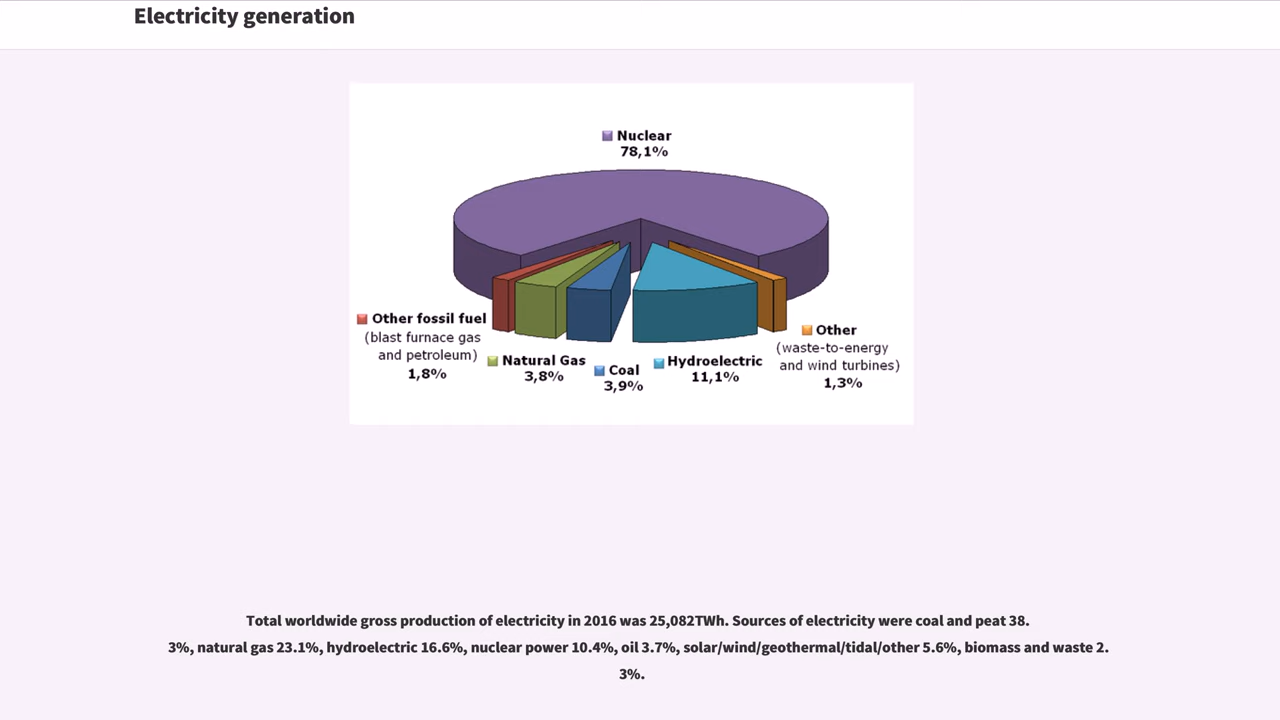 Electricity generation
Nuclear
78,1%
Other fossil fuel
(blast furnace gas
and petroleum)
1,8%
Natural Gas
3,8%
Coal
3,9%
Hydroelectric
11,1%
Other
(waste-to-energy
and wind turbines)
1,3%
Total worldwide gross production of electricity in 2016 was 25,082TWh. Sources of electricity were coal and peat 38.
3%, natural gas 23.1%, hydroelectric 16.6%, nuclear power 10.4%, oil 3.7%, solar/wind/geothermal/tidal/other 5.6%, biomass and waste 2.
3%.